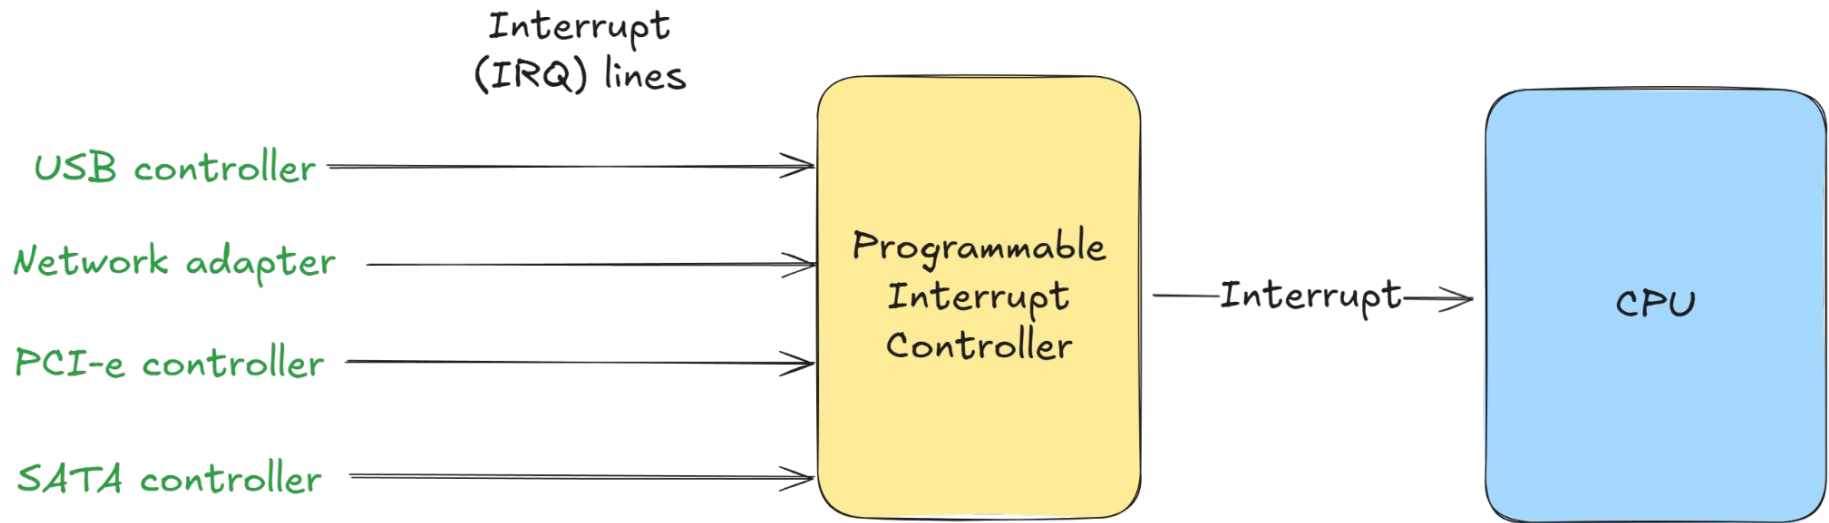 Interrupt
(IRQ) lines
USB controller
Network adapter
PCI-e controller
SATA controller
Programmable
Interrupt
Controller
Interrupt
CPU